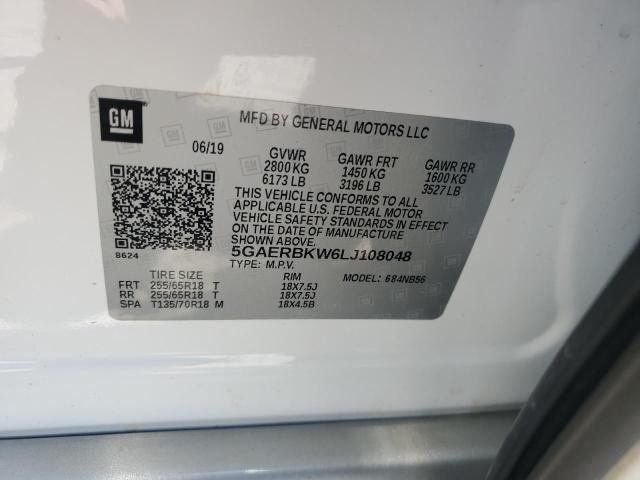 GM
MFD BY GENERAL MOTORS LLC
06/19 GVWR GAWR FRT GAWR RR
2800 KG 1450 KG 1600 KG
6173 LB 3196 LB 3527 LB
THIS VEHICLE CONFORMS TO ALL
APPLICABLE U.S. FEDERAL MOTOR
VEHICLE SAFETY STANDARDS IN EFFECT
ON THE DATE OF MANUFACTURE
SHOWN ABOVE.
8624 5GAERBKW6LJ108048
TYPE: M.P.V. MODEL: 684NB56
TIRE SIZE RIM
FRT 255/65R18 T 18X7.5J
RR 255/65R18 T 18X7.5J
SPA T135/70R18 M 18X4.5B